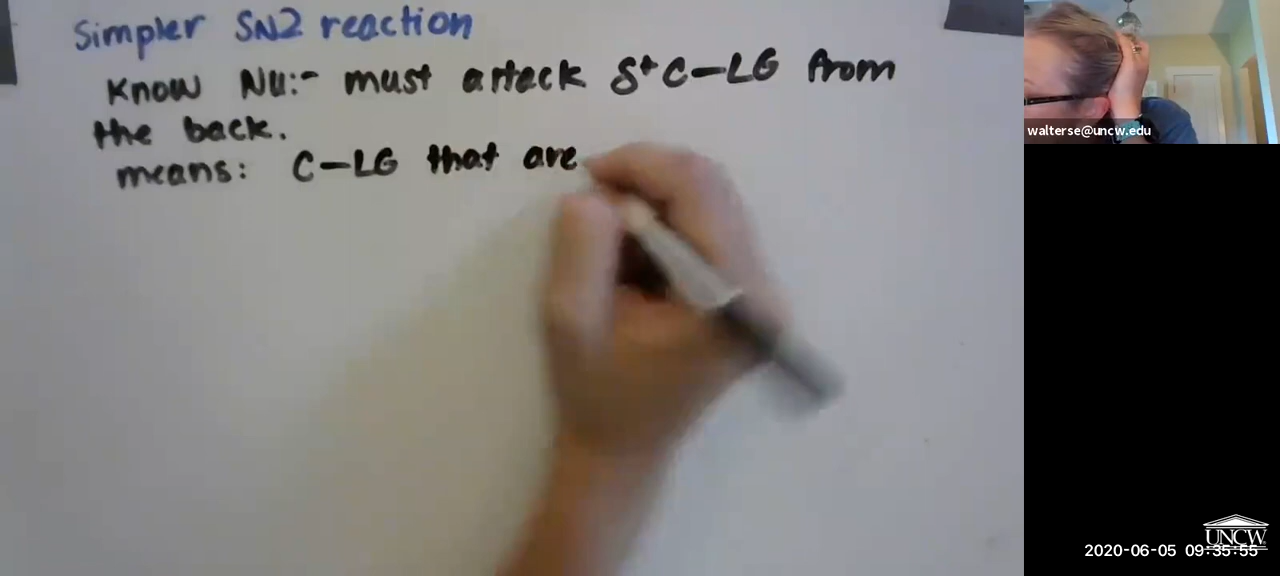 Simpler SN2 reaction
Know Nu:- must attack δ+ C-LG from
the back.
means: C-LG that are
walterse@uncw.edu
UNCW
2020-06-05 09:35:55